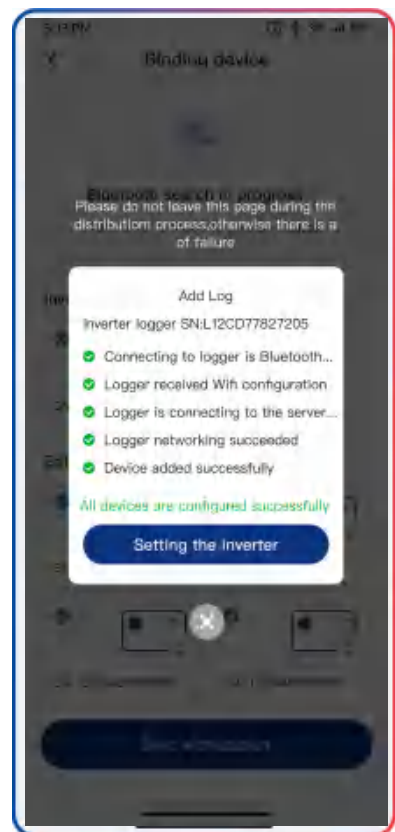 Binding device
Bluetooth search in progress
Please do not leave this page during the
distributiom process,otherwise there is a
of failure
Add Log
Inverter logger SN:L12CD77827205
Connecting to logger is Bluetooth...
Logger received Wifi configuration
Logger is connecting to the server...
Logger networking succeeded
Device added successfully
All devices are configured successfully
Setting the inverter